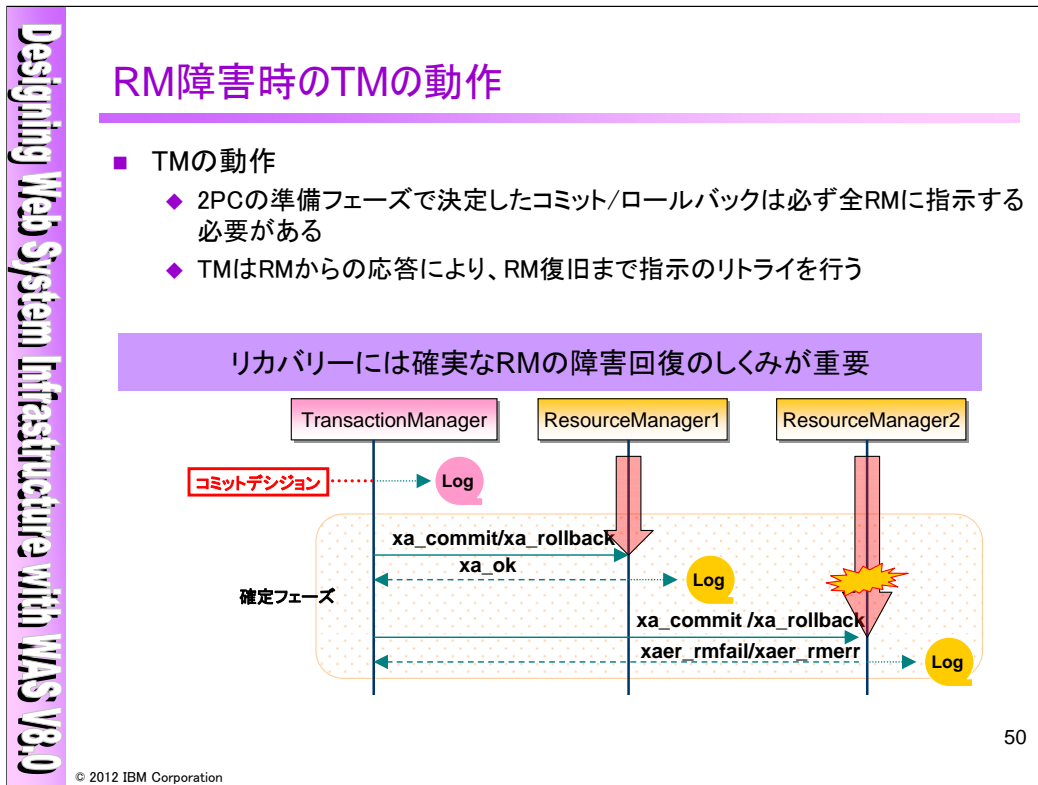 Designing Web System Infrastructure with WAS V8.0
RM障害時のTMの動作
■ TMの動作
◆ 2PCの準備フェーズで決定したコミット/ロールバックは必ず全RMに指示する
必要がある
◆ TMはRMからの応答により、RM復旧まで指示のリトライを行う
リカバリーには確実なRMの障害回復のしくみが重要
TransactionManager
ResourceManager1
ResourceManager2
コミットデシジョン
Log
xa_commit/xa_rollback
xa_ok
Log
確定フェーズ
xa_commit /xa_rollback
xaer_rmfail/xaer_rmerr
Log
50
© 2012 IBM Corporation